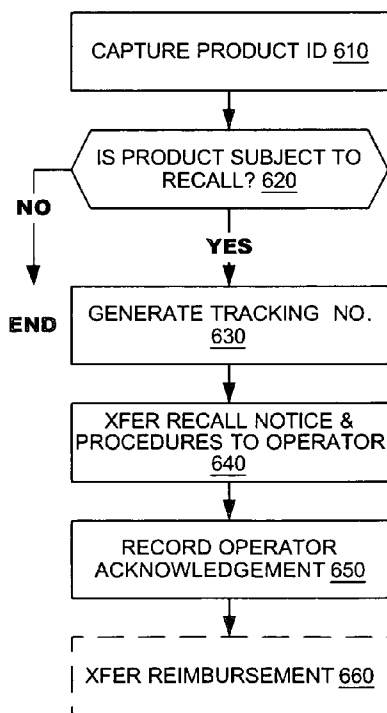 CAPTURE PRODUCT ID 610
IS PRODUCT SUBJECT TO
RECALL? 620
NO
YES
END
GENERATE TRACKING NO.
630
XFER RECALL NOTICE &
PROCEDURES TO OPERATOR
640
RECORD OPERATOR
ACKNOWLEDGEMENT 650
XFER REIMBURSEMENT 660